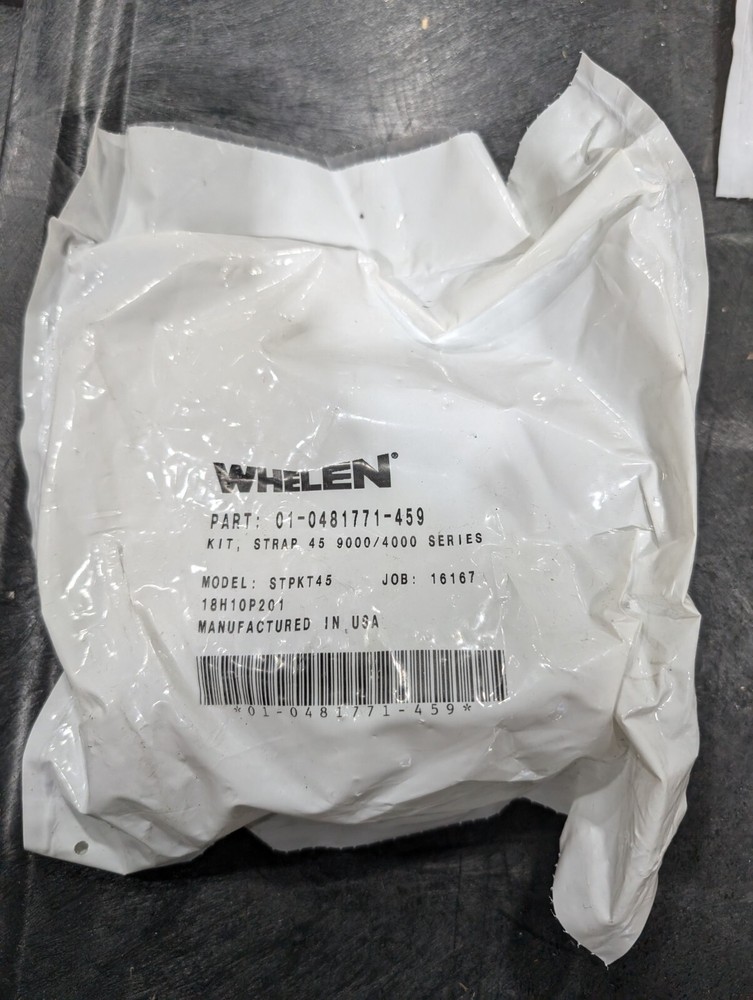 WHELEN®
PART: 01-0481771-459
KIT, STRAP 45 9000/4000 SERIES
MODEL: STPKT45 JOB: 16167
18H10P201
MANUFACTURED IN USA
*01-0481771-459*